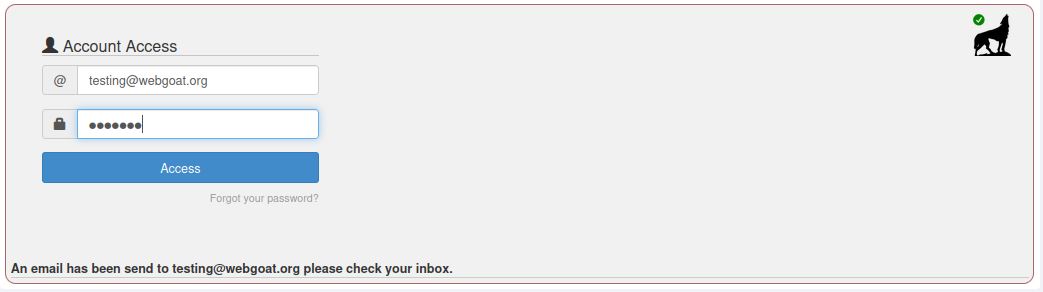 Account Access
@ testing@webgoat.org
•••••••
Access
Forgot your password?
An email has been send to testing@webgoat.org please check your inbox.